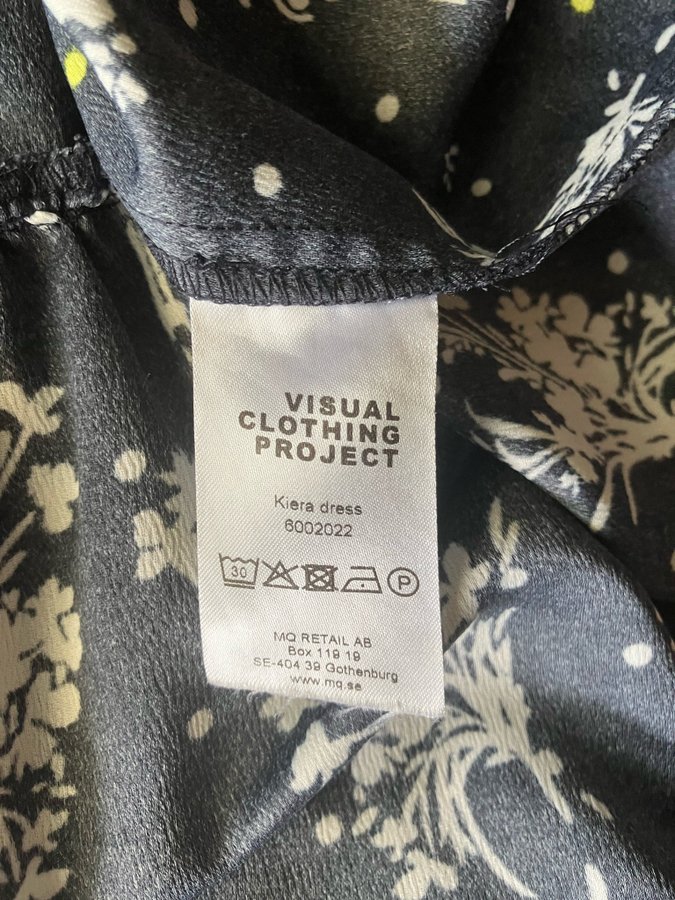 VISUAL
CLOTHING
PROJECT
Kiera dress
6002022
30 P
MQ RETAIL AB
Box 119 19
SE-404 39 Gothenburg
www.mq.se